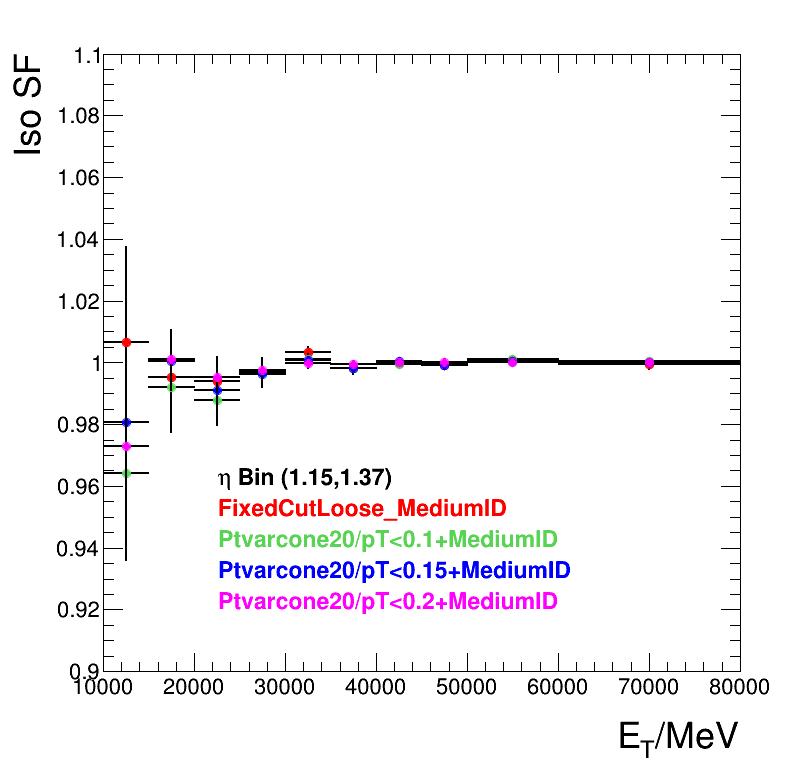 Iso SF
1.1
1.08
1.06
1.04
1.02
1
0.98
0.96
0.94
0.92
0.9
η Bin (1.15,1.37)
FixedCutLoose_MediumID
Ptvarcone20/pT<0.1+MediumID
Ptvarcone20/pT<0.15+MediumID
Ptvarcone20/pT<0.2+MediumID
10000 20000 30000 40000 50000 60000 70000 80000
E_T/MeV